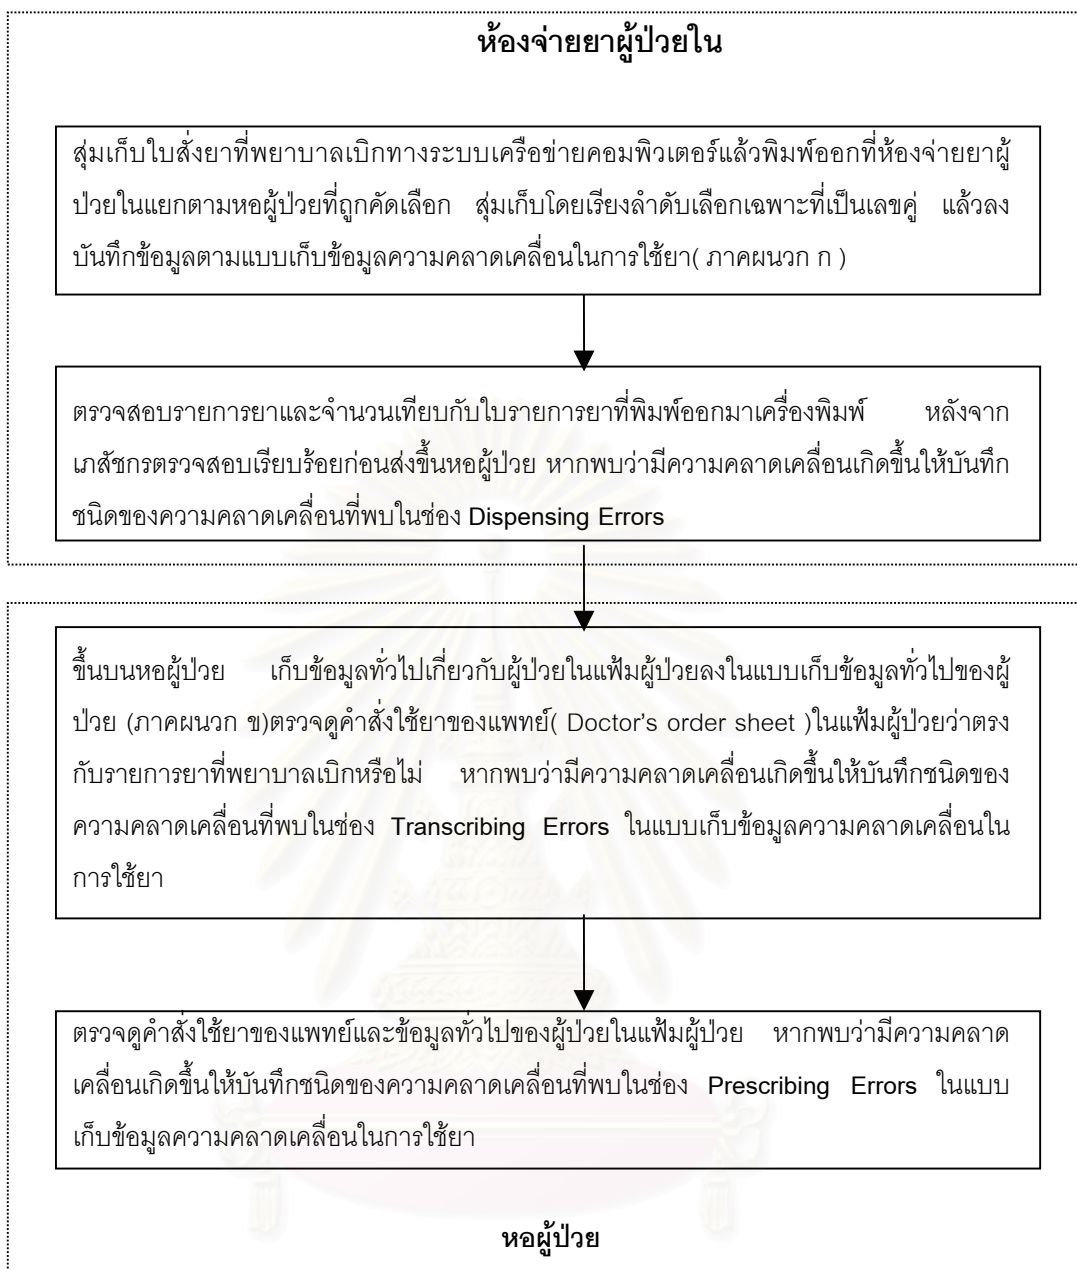 ห้องจ่ายยาผู้ป่วยใน
สุ่มเก็บใบสั่งยาที่พยาบาลเบิกทางระบบเครือข่ายคอมพิวเตอร์แล้วพิมพ์ออกที่ห้องจ่ายยาผู้
ป่วยในแยกตามหอผู้ป่วยที่ถูกคัดเลือก สุ่มเก็บโดยเรียงลำดับเลือกเฉพาะที่เป็นเลขคู่ แล้วลง
บันทึกข้อมูลตามแบบเก็บข้อมูลความคลาดเคลื่อนในการใช้ยา( ภาคผนวก ก )
ตรวจสอบรายการยาและจำนวนเทียบกับใบรายการยาที่พิมพ์ออกมาเครื่องพิมพ์ หลังจาก
เภสัชกรตรวจสอบเรียบร้อยก่อนส่งขึ้นหอผู้ป่วย หากพบว่ามีความคลาดเคลื่อนเกิดขึ้นให้บันทึก
ชนิดของความคลาดเคลื่อนที่พบในช่อง Dispensing Errors
ขึ้นบนหอผู้ป่วย เก็บข้อมูลทั่วไปเกี่ยวกับผู้ป่วยในแฟ้มผู้ป่วยลงในแบบเก็บข้อมูลทั่วไปของผู้
ป่วย (ภาคผนวก ข)ตรวจดูคำสั่งใช้ยาของแพทย์( Doctor's order sheet )ในแฟ้มผู้ป่วยว่าตรง
กับรายการยาที่พยาบาลเบิกหรือไม่ หากพบว่ามีความคลาดเคลื่อนเกิดขึ้นให้บันทึกชนิดของ
ความคลาดเคลื่อนที่พบในช่อง Transcribing Errors ในแบบเก็บข้อมูลความคลาดเคลื่อนใน
การใช้ยา
ตรวจดูคำสั่งใช้ยาของแพทย์และข้อมูลทั่วไปของผู้ป่วยในแฟ้มผู้ป่วย หากพบว่ามีความคลาด
เคลื่อนเกิดขึ้นให้บันทึกชนิดของความคลาดเคลื่อนที่พบในช่อง Prescribing Errors ในแบบ
เก็บข้อมูลความคลาดเคลื่อนในการใช้ยา
หอผู้ป่วย